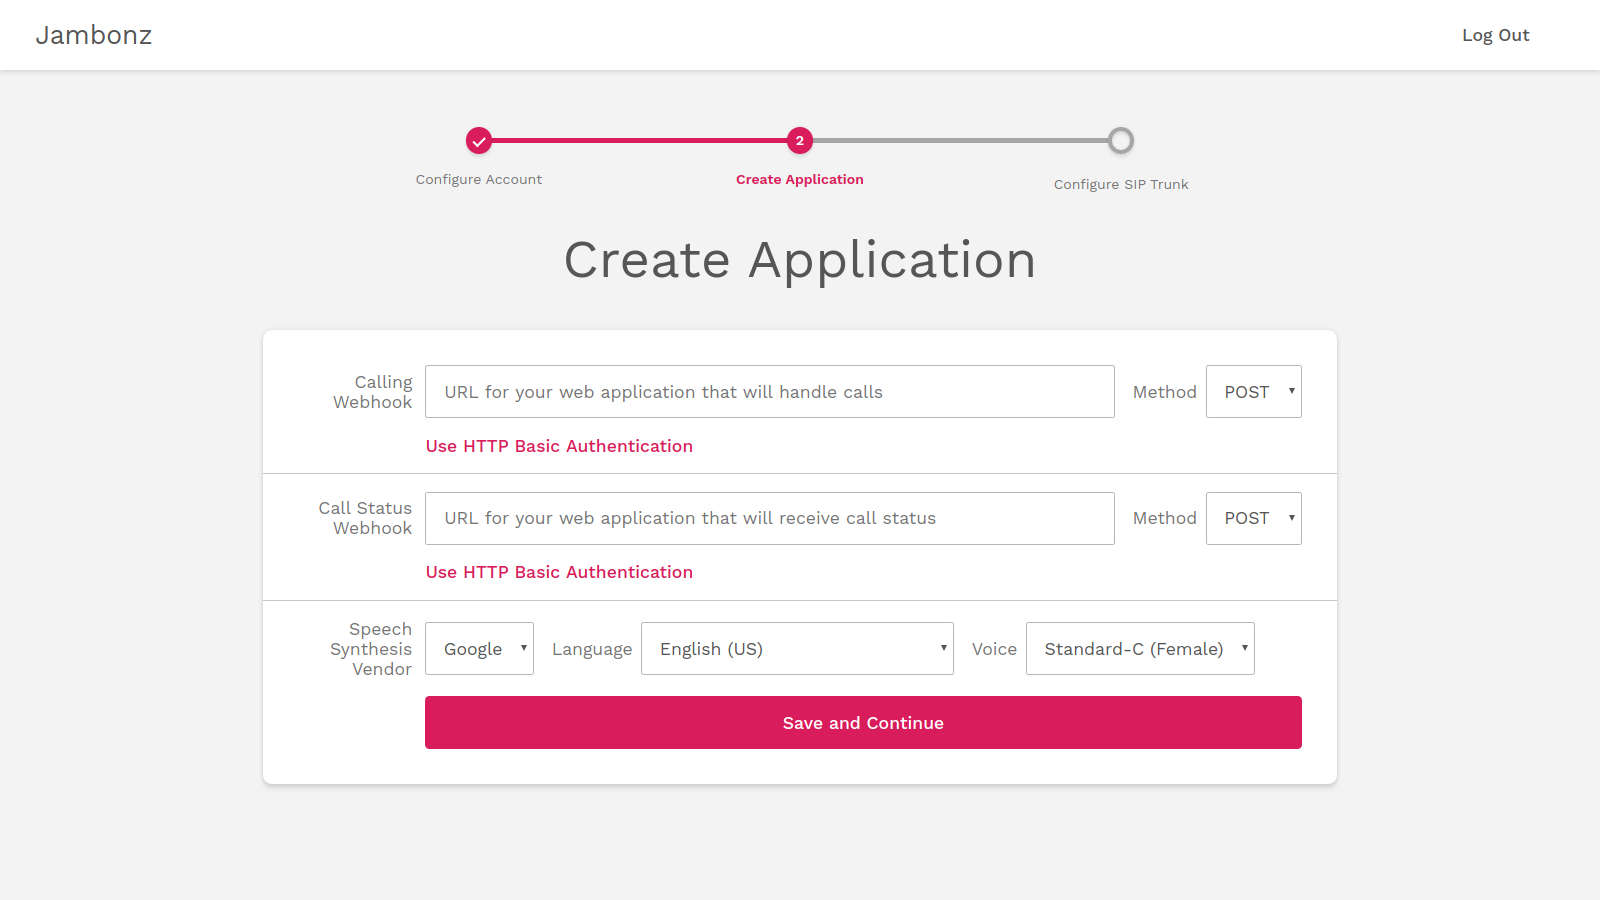 Jambonz
Log Out
2
Configure Account
Create Application
Configure SIP Trunk
Create Application
Calling
Webhook
URL for your web application that will handle calls
Method
POST
Use HTTP Basic Authentication
Call Status
Webhook
URL for your web application that will receive call status
Method
POST
Use HTTP Basic Authentication
Speech
Synthesis
Vendor
Google
Language
English (US)
Voice
Standard-C (Female)
Save and Continue